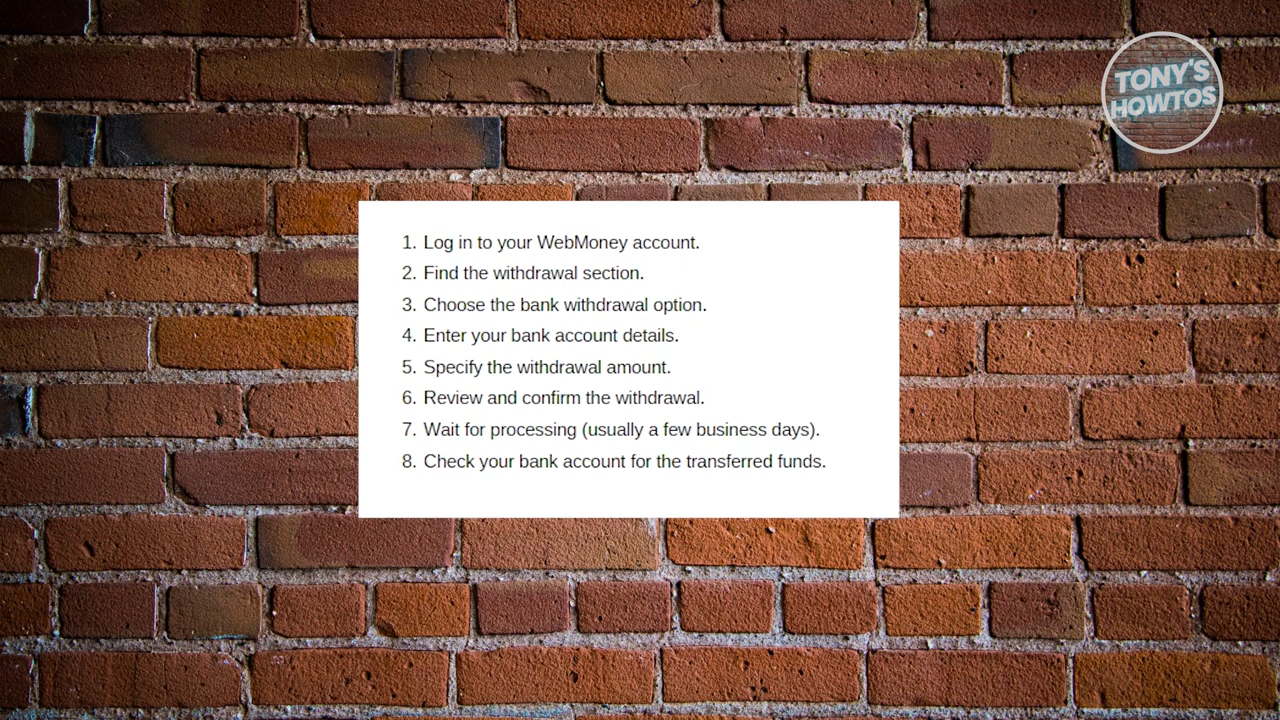 TONY'S
HOWTOS
1. Log in to your WebMoney account.
2. Find the withdrawal section.
3. Choose the bank withdrawal option.
4. Enter your bank account details.
5. Specify the withdrawal amount.
6. Review and confirm the withdrawal.
7. Wait for processing (usually a few business days).
8. Check your bank account for the transferred funds.